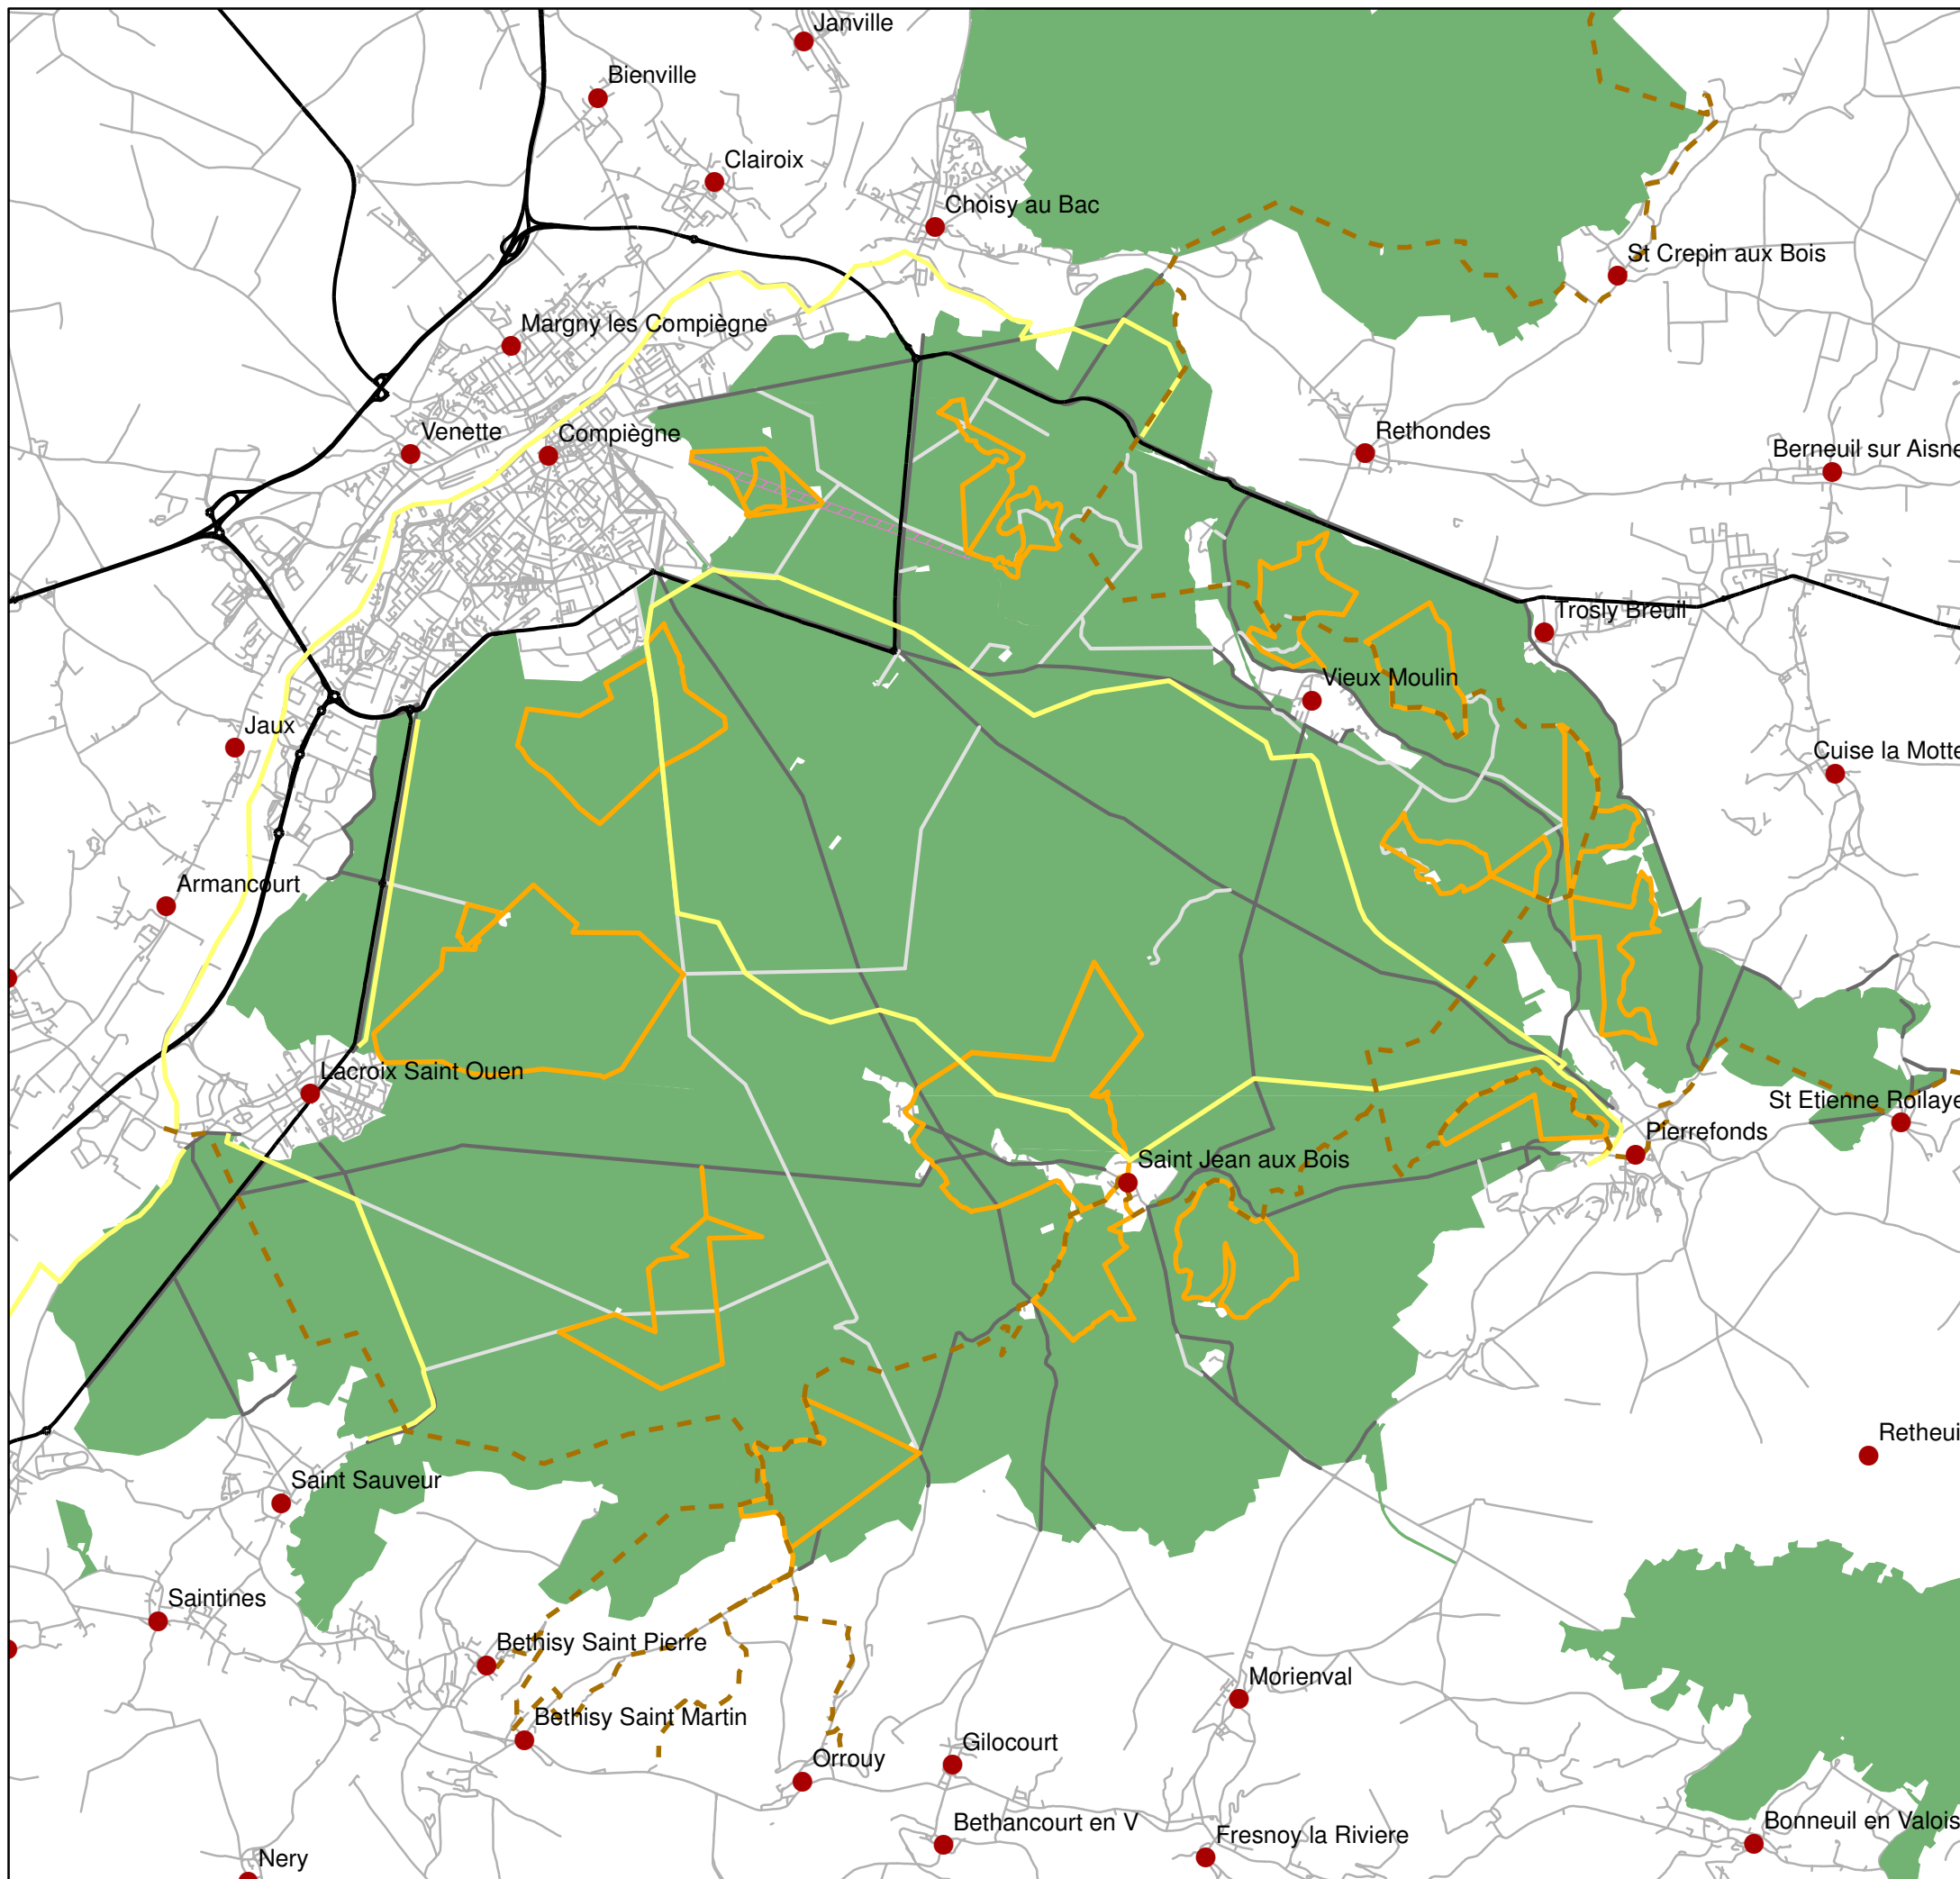 Janville
Bienville
Clairoix
Choisy au Bac
St Crepin aux Bois
Margny les Compiègne
Venette
Compiègne
Rethondes
Berneuil sur Aisne
Trosly Breuil
Vieux Moulin
Jaux
Cuise la Motte
Armancourt
Lacroix Saint Ouen
St Etienne Roilaye
Pierrefonds
Saint Jean aux Bois
Retheui
Saint Sauveur
Saintines
Bethisy Saint Pierre
Morienval
Bethisy Saint Martin
Gilocourt
Orrouy
Bethancourt en V
Bonneuil en Valois
Fresnoy la Riviere
Nery